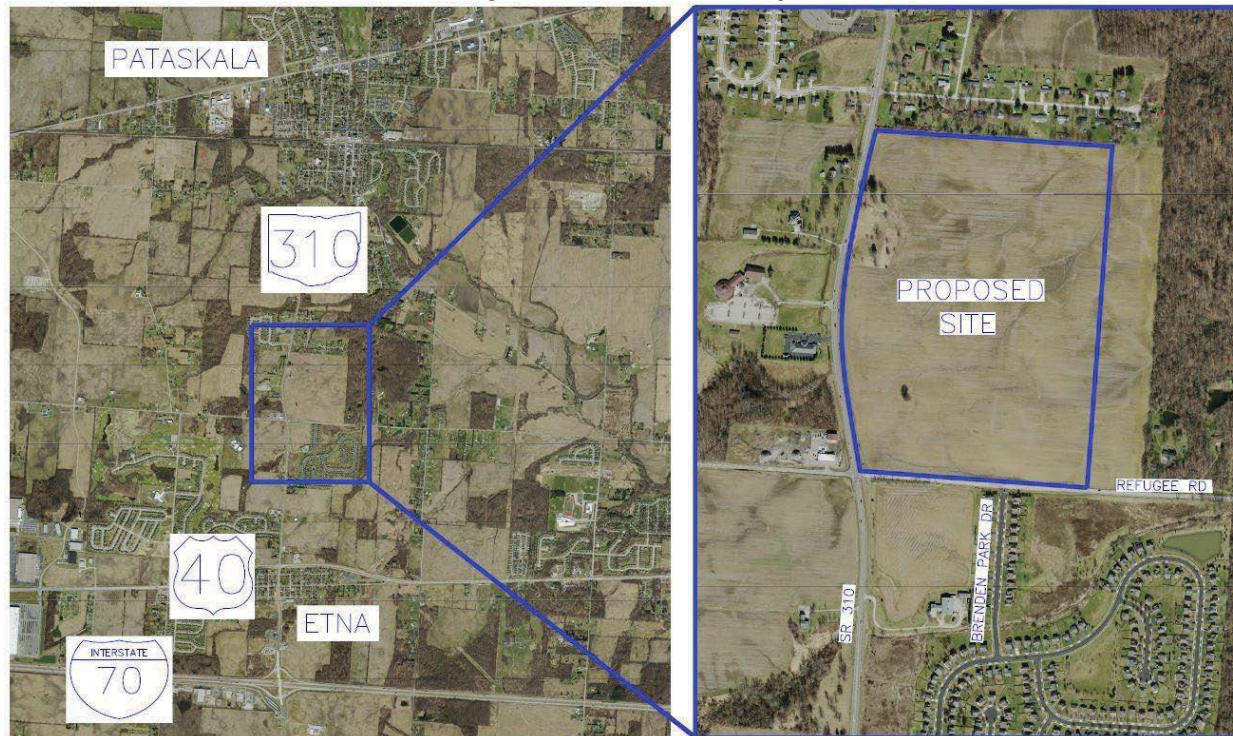 PATASKALA
310
40
ETNA
INTERSTATE
70
PROPOSED
SITE
REFUGEE RD
BRENDEN PARK DR
SR 310